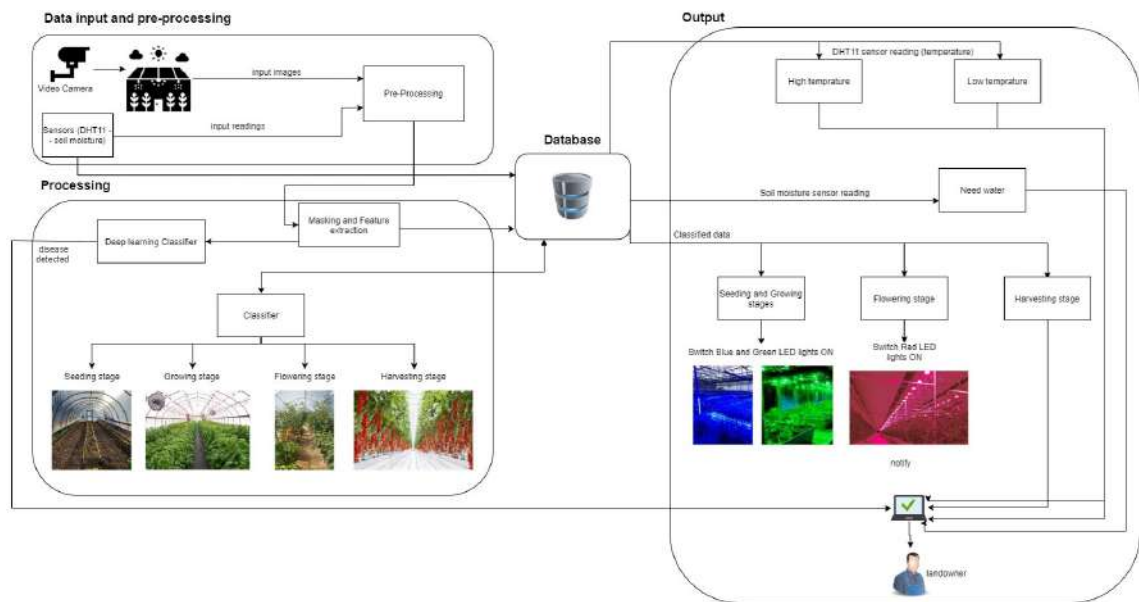 Data input and pre-processing
Output
Video Camera
input images
Pre-Processing
Sensors (DHT11 -
- soil moisture)
input readings
DHT11 sensor reading (temperature)
High temprature
Low temprature
Database
Processing
Masking and Feature
extraction
Deep learning Classifier
disease
detected
Soil moisture sensor reading
Need water
Classified data
Classifier
Seeding and Growing
stages
Flowering stage
Harvesting stage
Seeding stage
Growing stage
Flowering stage
Harvesting stage
Switch Blue and Green LED lights ON
Switch Rad LED
lights ON
notify
landowner